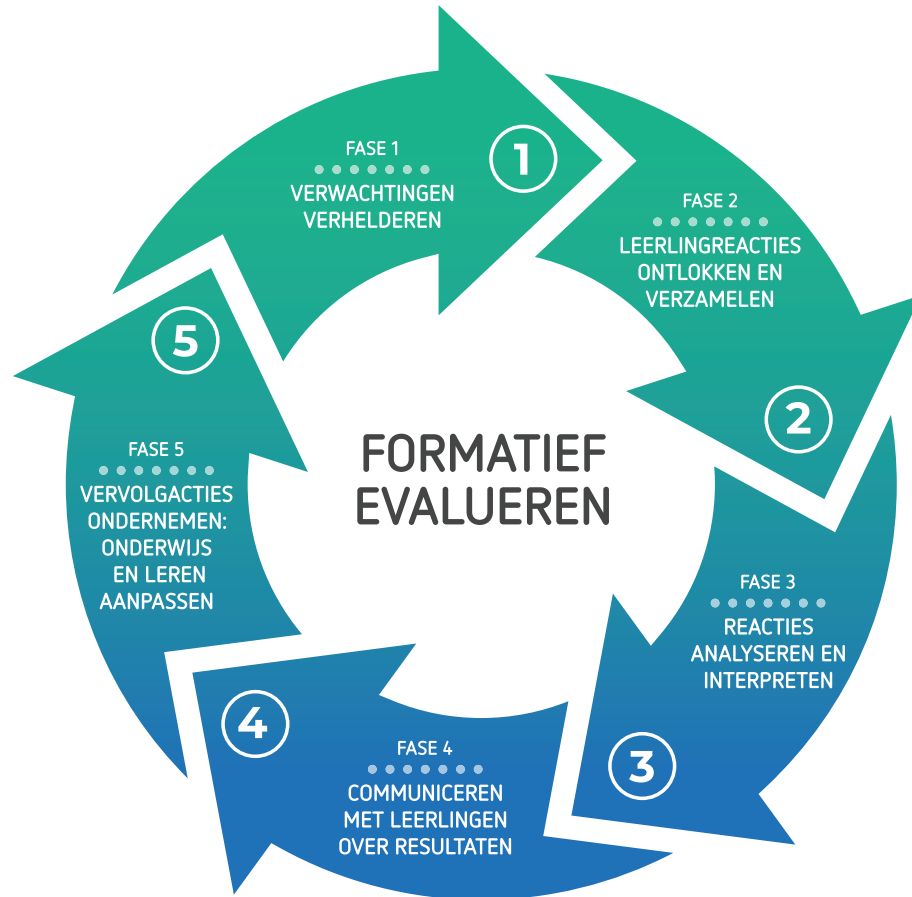 FASE 1
1
VERWACHTINGEN
VERHELDEREN
FASE 2
LEERLINGREACTIES
ONTLOKKEN EN
VERZAMELEN
2
FASE 3
REACTIES
ANALYSEREN EN
INTERPRETEN
3
FASE 4
COMMUNICEREN
MET LEERLINGEN
OVER RESULTATEN
4
FASE 5
VERVOLGACTIES
ONDERNEMEN:
ONDERWIJS
EN LEREN
AANPASSEN
5
FORMATIEF
EVALUEREN